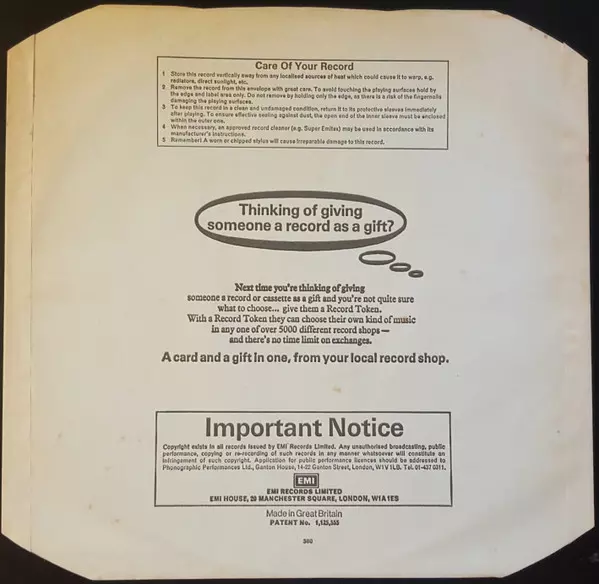 Care Of Your Record
1 Store this record vertically away from any localised sources of heat which could cause it to warp, e.g.
radiators, direct sunlight, etc.
2 Remove the record from this envelope with great care. To avoid touching the playing surfaces hold by
the edge and label area only. Do not remove by holding only the edge, as there is a risk of the fingernails
damaging the playing surfaces.
3 To keep this record in a clean and undamaged condition, return it to its protective sleeves immediately
after playing. To ensure effective sealing against dust, the open end of the inner sleeve must be enclosed
within the outer one.
4 When necessary, an approved record cleaner (e.g. Super Emitex) may be used in accordance with its
manufacturer's instructions.
5 Remember! A worn or chipped stylus will cause irreparable damage to this record.
Thinking of giving
someone a record as a gift?
Next time you're thinking of giving
someone a record or cassette as a gift and you're not quite sure
what to choose... give them a Record Token.
With a Record Token they can choose their own kind of music
in any one of over 5000 different record shops —
and there's no time limit on exchanges.
A card and a gift in one, from your local record shop.
Important Notice
Copyright exists in all records issued by EMI Records Limited. Any unauthorised broadcasting, public
performance, copying or re-recording of such records in any manner whatsoever will constitute an
infringement of such copyright. Application for public performance licences should be addressed to
Phonographic Performances Ltd., Ganton House, 14-22 Ganton Street, London, W1V 1LB. Tel. 01-437 0311.
EMI
EMI RECORDS LIMITED
EMI HOUSE, 20 MANCHESTER SQUARE, LONDON, W1A 1ES
Made in Great Britain
PATENT No. 1,125,553